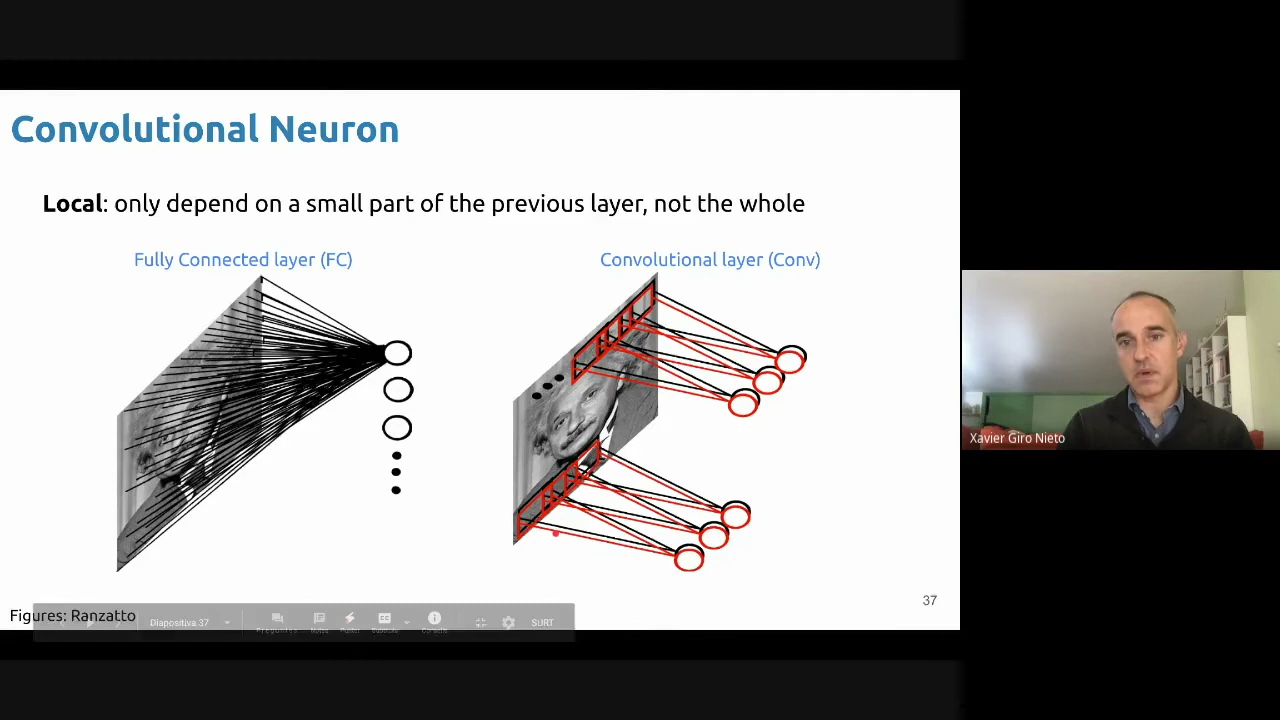 Convolutional Neuron
Local: only depend on a small part of the previous layer, not the whole
Fully Connected layer (FC)
Convolutional layer (Conv)
Xavier Giro Nieto
37
Figures: Ranzatto
Diapositiva 37
Notes
SURT